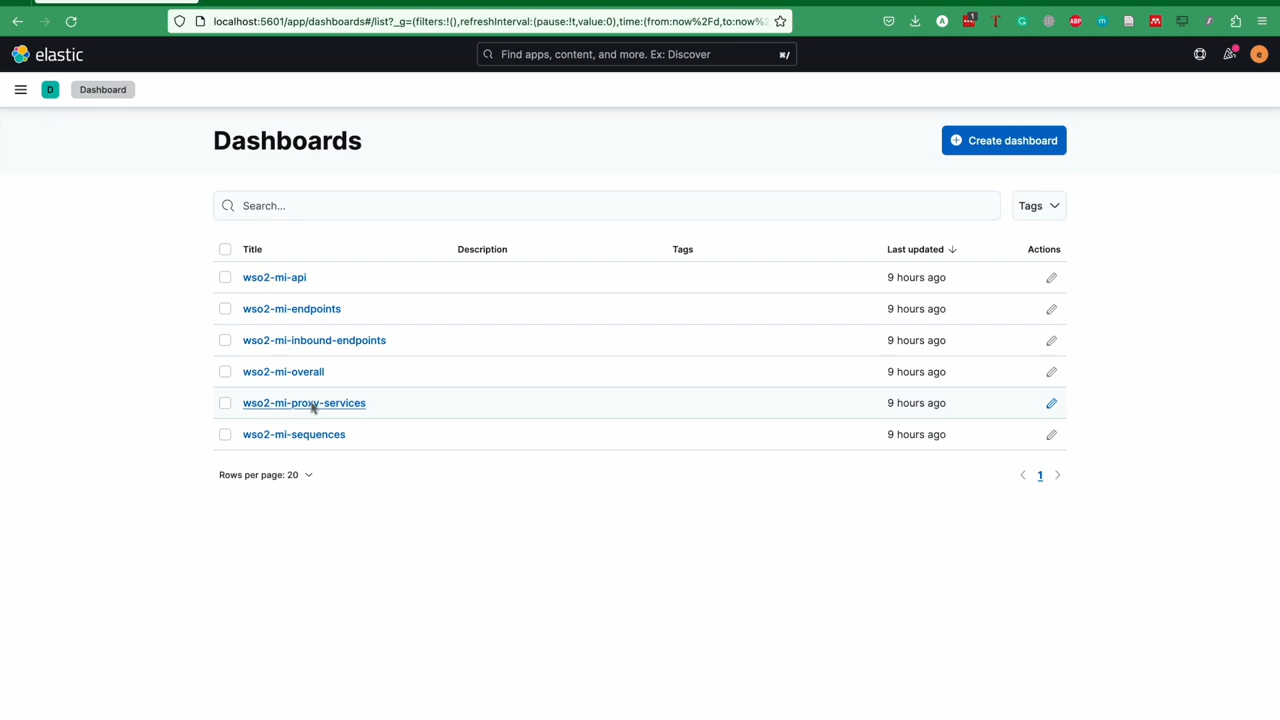 localhost:5601/app/dashboards#/list?_g=(filters:!(),refreshInterval:(pause:!t,value:0),time:(from:now%2Fd,to:now%2
elastic
Find apps, content, and more. Ex: Discover
⌘/
e
D
Dashboard
Dashboards
Create dashboard
Search...
Tags
Title Description Tags Last updated Actions
wso2-mi-api 9 hours ago
wso2-mi-endpoints 9 hours ago
wso2-mi-inbound-endpoints 9 hours ago
wso2-mi-overall 9 hours ago
wso2-mi-proxy-services 9 hours ago
wso2-mi-sequences 9 hours ago
Rows per page: 20
1